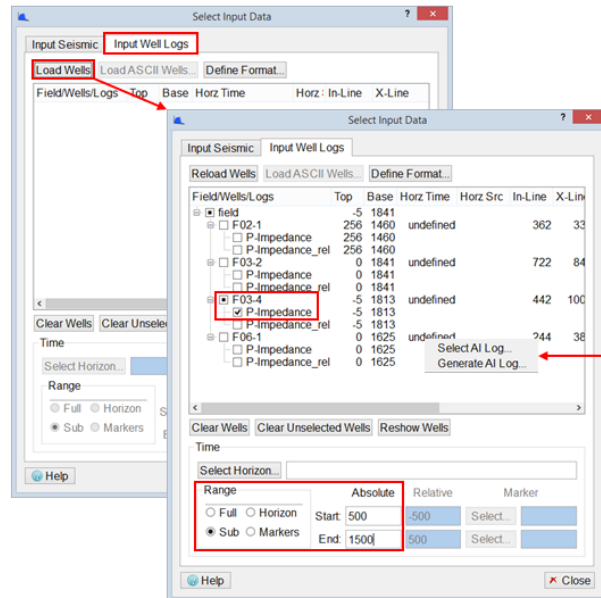 Select Input Data ?
Input Seismic Input Well Logs
Load Wells Load ASCII Wells... Define Format...
Field/Wells/Logs Top Base Horz Time Horz In-Line X-Line
Clear Wells Clear
Time
Select Horizon...
Range
Full Horizon
Sub Markers
Help
Select Input Data ?
Input Seismic Input Well Logs
Reload Wells Load ASCII Wells... Define Format...
Field/Wells/Logs Top Base Horz Time Horz Src In-Line
field -5 1841
F02-1 256 1460 undefined 362 33
P-Impedance 256 1460
P-Impedance_rel 256 1460
F03-2 0 1841 undefined 722 84
P-Impedance 0 1841
P-Impedance_rel 0 1841
F03-4 -5 1813 undefined 442 100
P-Impedance -5 1813
P-Impedance_rel -5 1813
F06-1 0 1625 undefined 244 38
P-Impedance 0 1625
P-Impedance_rel 0 1625
Select AI Log...
Generate AI Log...
Clear Wells Clear Unselected Wells Reshow Wells
Time
Select Horizon...
Range Absolute Relative Marker
Full Horizon Start: 500 -500 Select...
Sub Markers End: 1500 500 Select...
Help Close